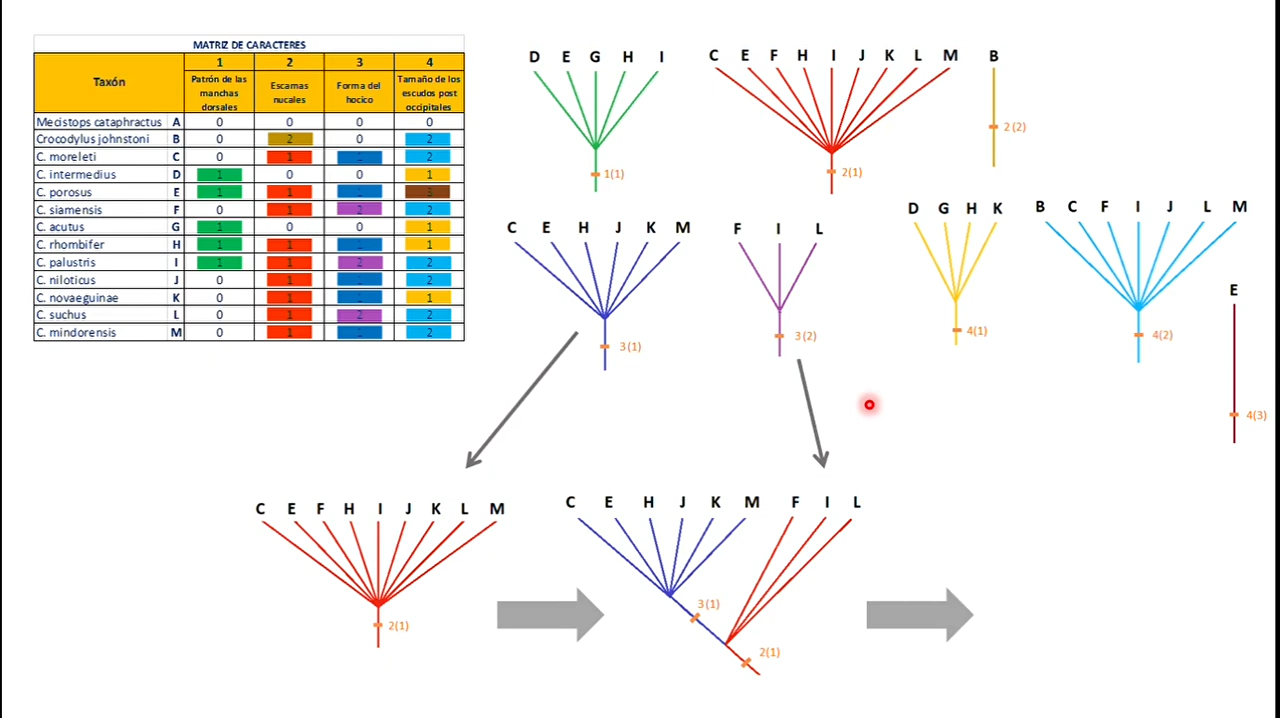 MATRIZ DE CARACTERES
Taxón 1 2 3 4
Patrón de las manchas dorsales Escamas nucales Forma del hocico Tamaño de los escudos post occipitales
Mecistops cataphractus A 0 0 0 0
Crocodylus johnstoni B 0 2 0 2
C. moreleti C 0 1 1 2
C. intermedius D 1 0 0 1
C. porosus E 1 1 1 3
C. siamensis F 0 1 2 2
C. acutus G 1 0 0 1
C. rhombifer H 1 1 1 1
C. palustris I 1 1 2 2
C. niloticus J 0 1 1 2
C. novaeguinae K 0 1 1 1
C. suchus L 0 1 2 2
C. mindorensis M 0 1 1 2
D E G H I
1(1)
C E F H I J K L M
2(1)
B
2(2)
C E H J K M
3(1)
F I L
3(2)
D G H K
4(1)
B C F I J L M
4(2)
E
4(3)
C E F H I J K L M
2(1)
C E H J K M F I L
3(1)
2(1)